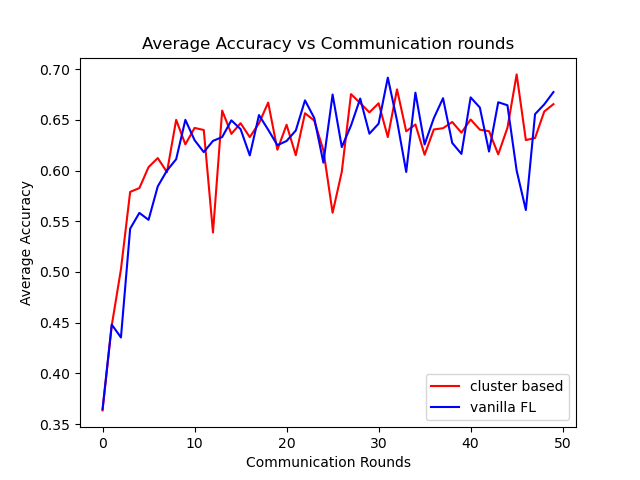 Average Accuracy vs Communication rounds
Average Accuracy
0.70
0.65
0.60
0.55
0.50
0.45
0.40
0.35
cluster based
vanilla FL
0 10 20 30 40 50
Communication Rounds